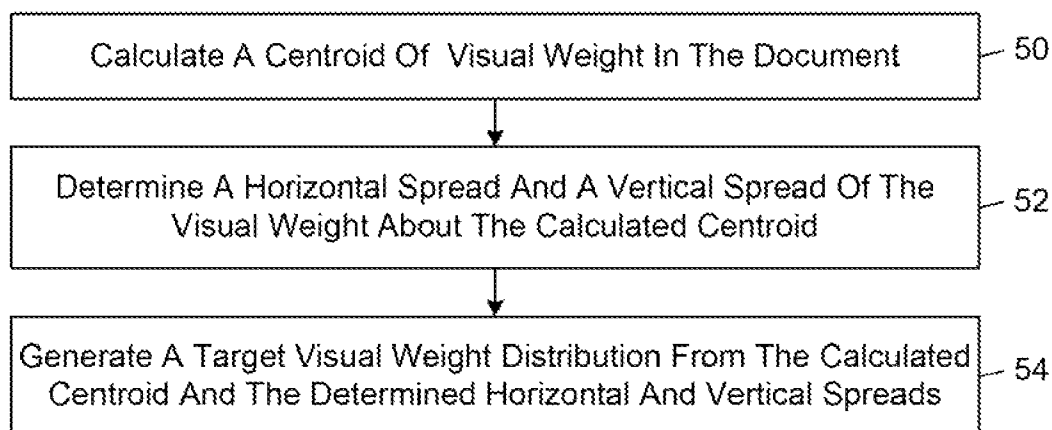 Calculate A Centroid Of Visual Weight In The Document
50
Determine A Horizontal Spread And A Vertical Spread Of The
Visual Weight About The Calculated Centroid
52
Generate A Target Visual Weight Distribution From The Calculated
Centroid And The Determined Horizontal And Vertical Spreads
54